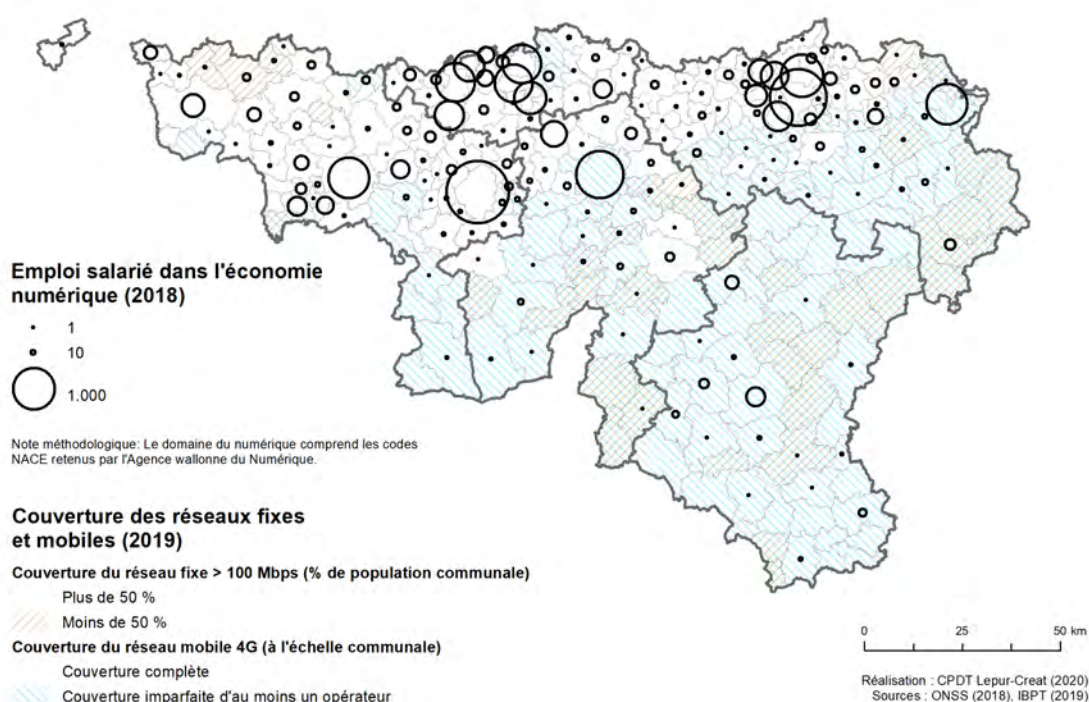 Emploi salarié dans l'économie
numérique (2018)
1
10
1.000
Note méthodologique: Le domaine du numérique comprend les codes
NACE retenus par l'Agence wallonne du Numérique.
Couverture des réseaux fixes
et mobiles (2019)
Couverture du réseau fixe > 100 Mbps (% de population communale)
Plus de 50 %
Moins de 50 %
Couverture du réseau mobile 4G (à l'échelle communale)
Couverture complète
Couverture imparfaite d'au moins un opérateur
0 25 50 km
Réalisation : CPDT Lepur-Creat (2020)
Sources : ONSS (2018), IBPT (2019)